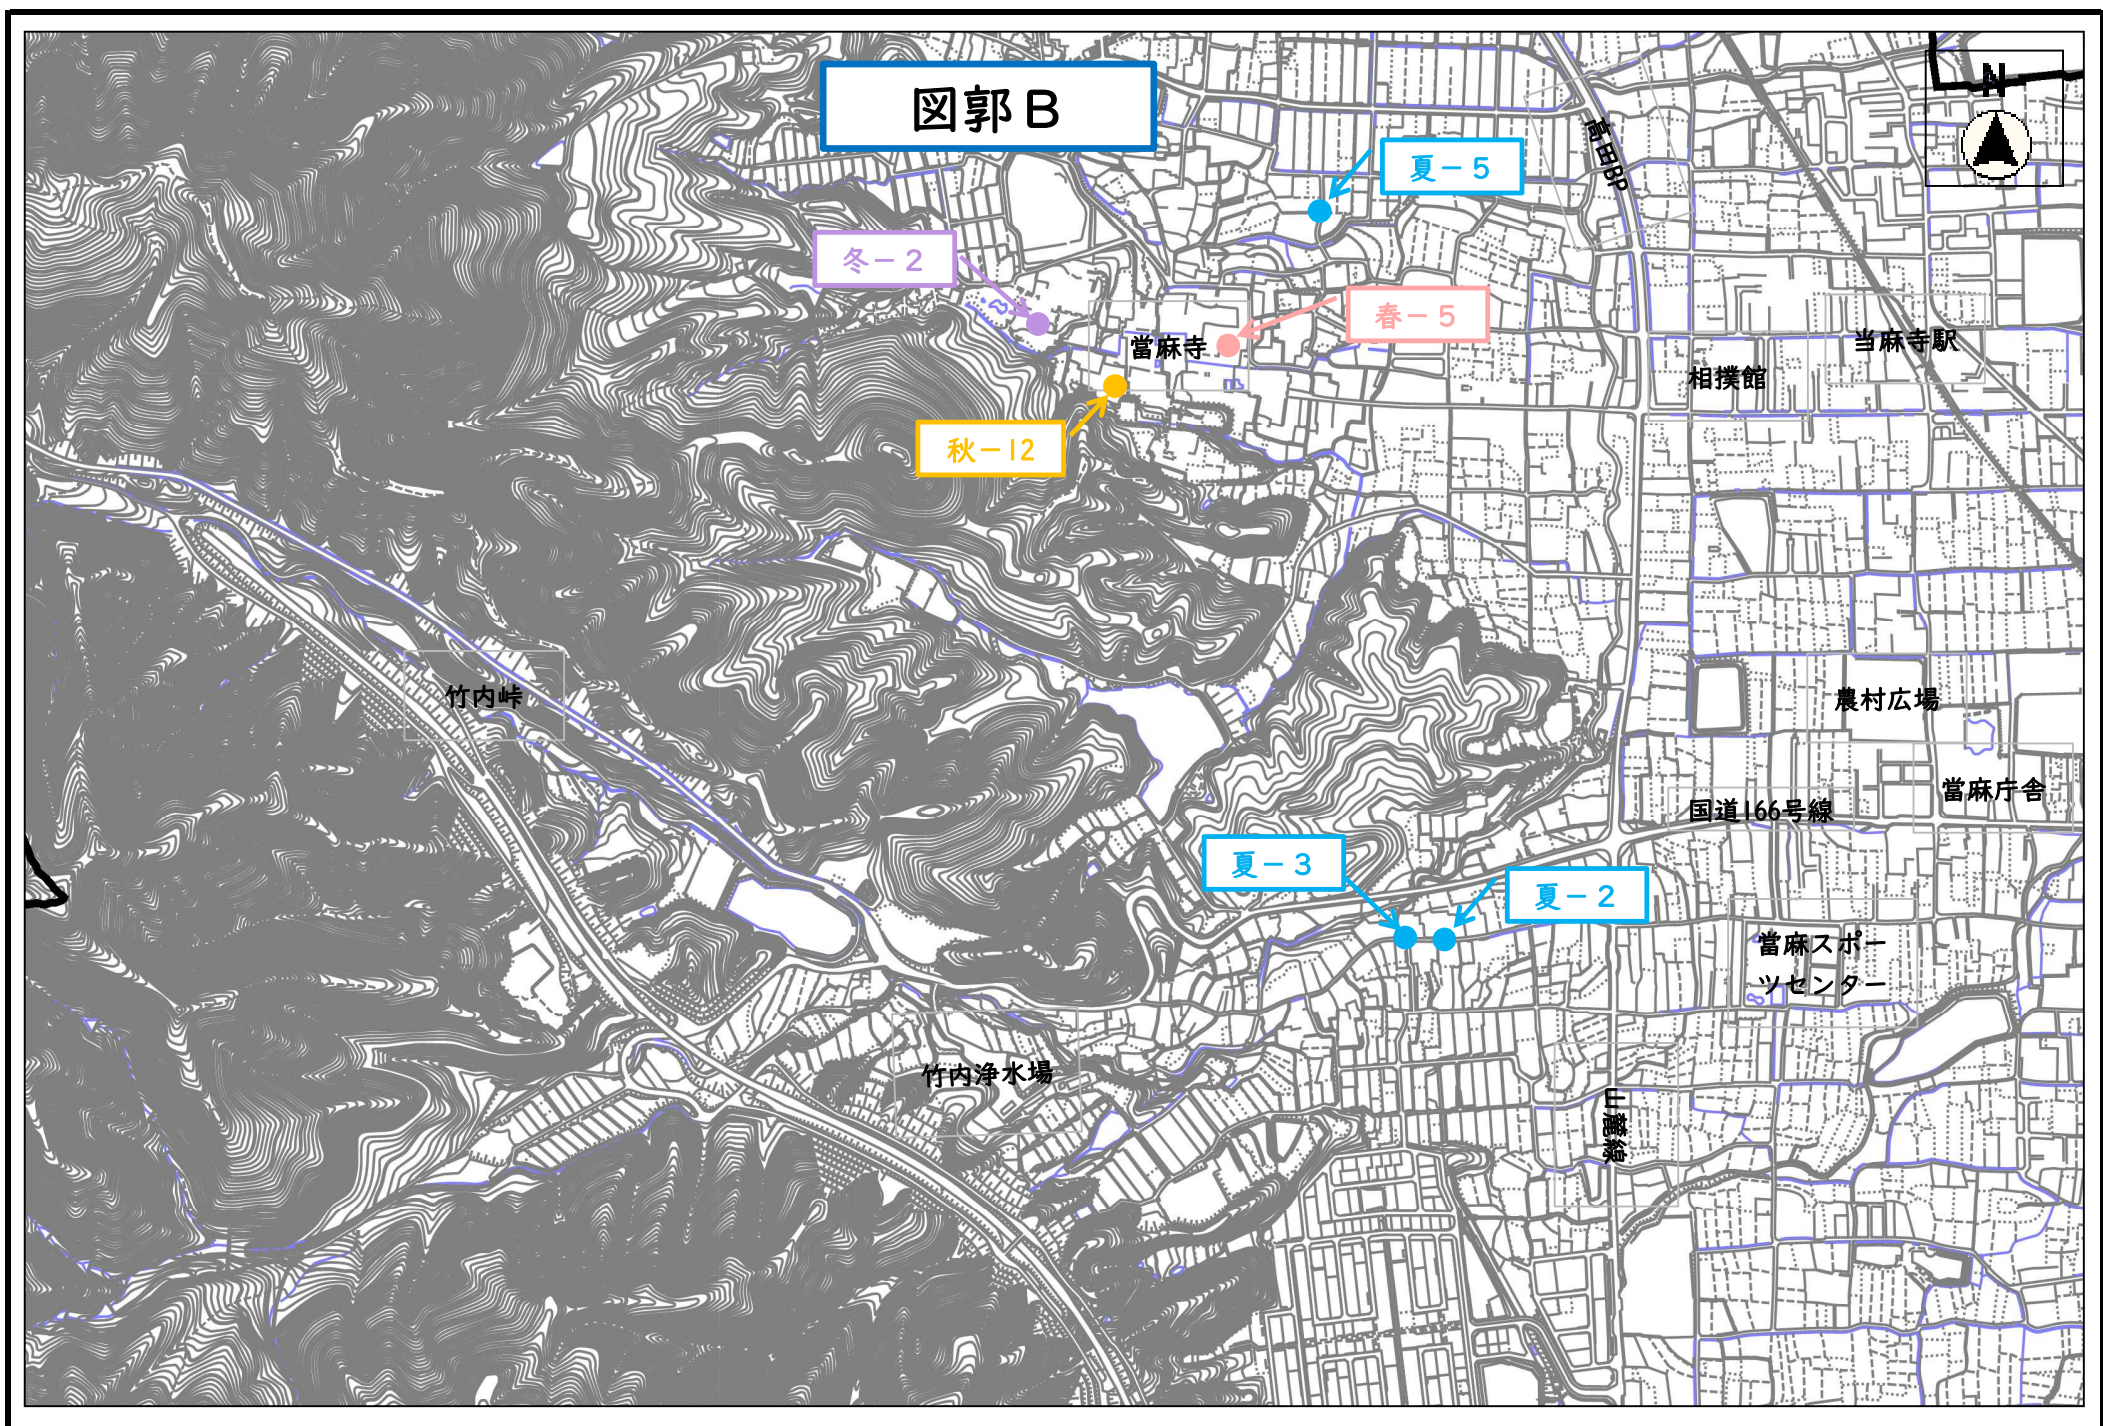 図郭B
N
高田BP
夏-5
冬-2
春-5
當麻寺
当麻寺駅
相撲館
秋-12
竹内峠
農村広場
當麻庁舎
国道166号線
夏-3
夏-2
當麻スポー
ツセンター
竹内浄水場
山麓線